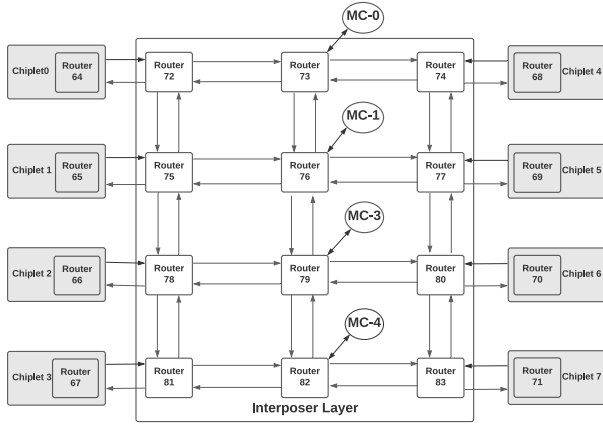 MC-0
Chiplet0
Router
64
Router
72
Router
73
Router
74
Router
68
Chiplet 4
MC-1
Chiplet 1
Router
65
Router
75
Router
76
Router
77
Router
69
Chiplet 5
MC-3
Chiplet 2
Router
66
Router
78
Router
79
Router
80
Router
70
Chiplet 6
MC-4
Chiplet 3
Router
67
Router
81
Router
82
Router
83
Router
71
Chiplet 7
Interposer Layer